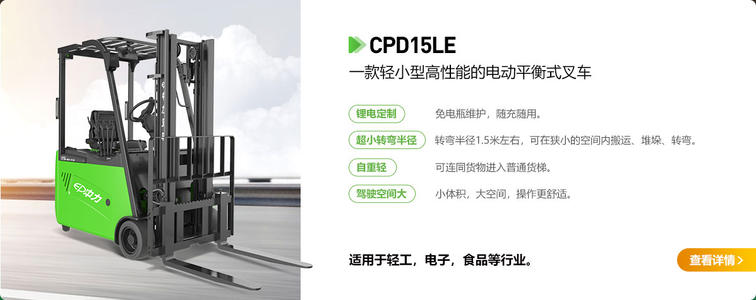 CPD15LE
一款轻小型高性能的电动平衡式叉车
锂电定制 免电瓶维护，随充随用。
超小转弯半径 转弯半径1.5米左右，可在狭小的空间内搬运、堆垛、转弯。
自重轻 可连同货物进入普通货梯。
驾驶空间大 小体积，大空间，操作更舒适。
EP中力
适用于轻工，电子，食品等行业。
查看详情 >